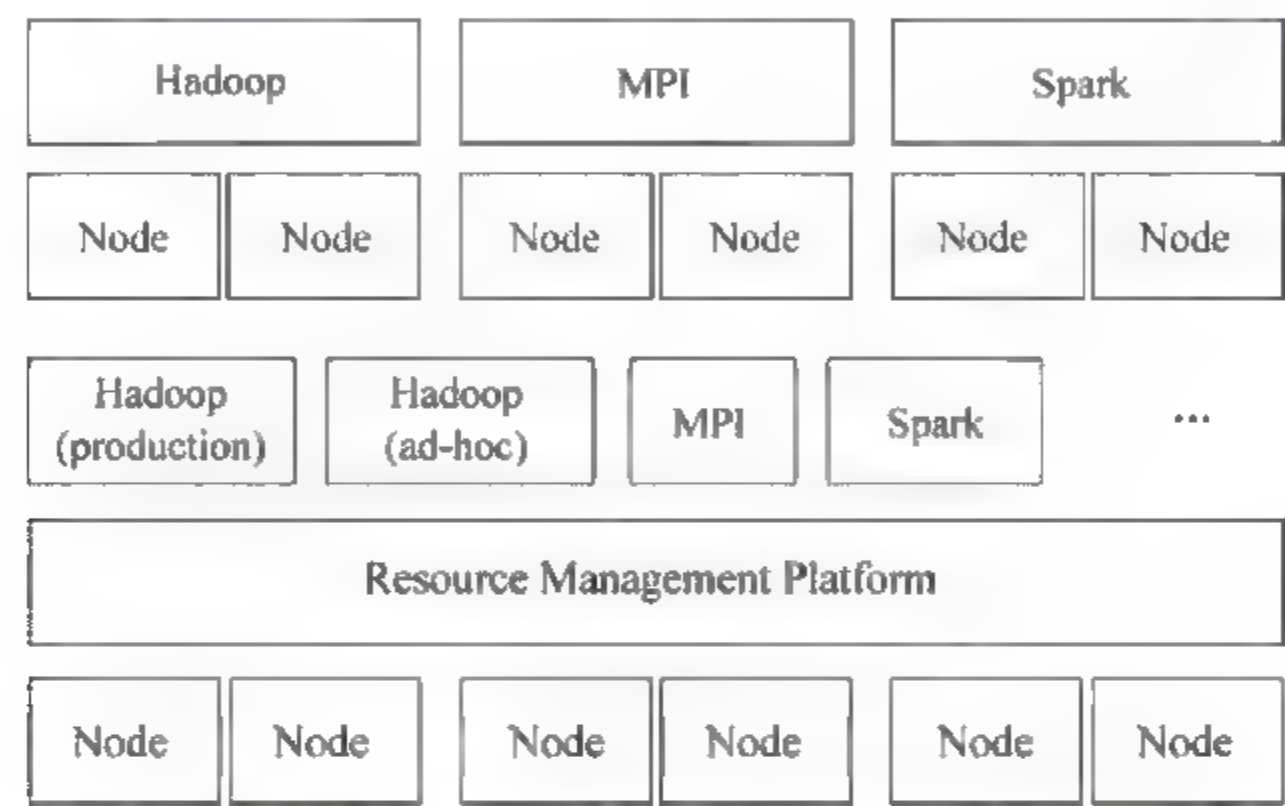 Hadoop MPI Spark
Node Node Node Node Node Node
Hadoop
(production)
Hadoop
(ad-hoc)
MPI
Spark
...
Resource Management Platform
Node Node Node Node Node Node